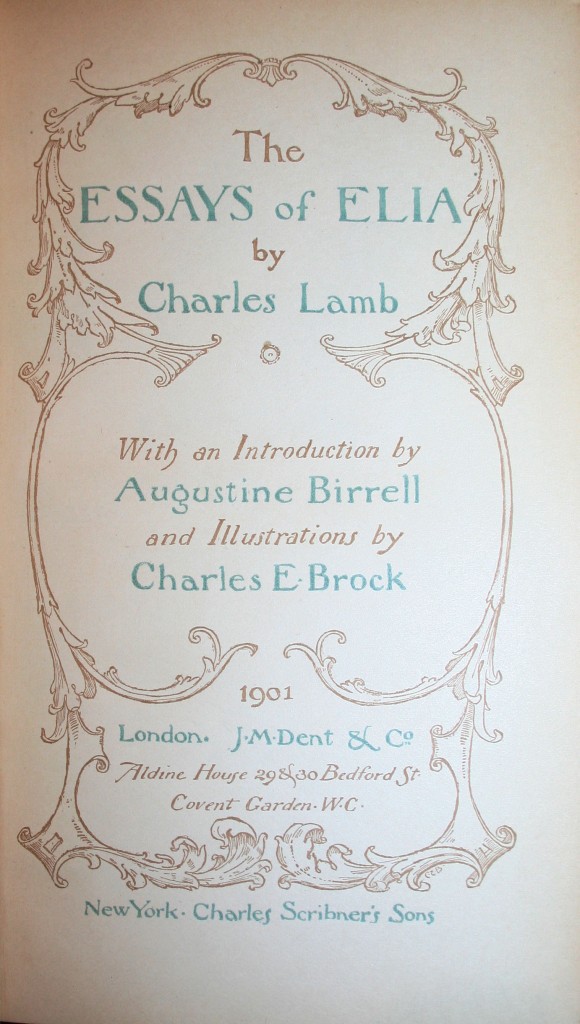 The
ESSAYS of ELIA
by
Charles Lamb
With an Introduction by
Augustine Birrell
and Illustrations by
Charles E. Brock
1901
London. J.M.Dent & Co.
Aldine House 29 & 30 Bedford St.
Covent Garden. W.C.
New York. Charles Scribner's Sons